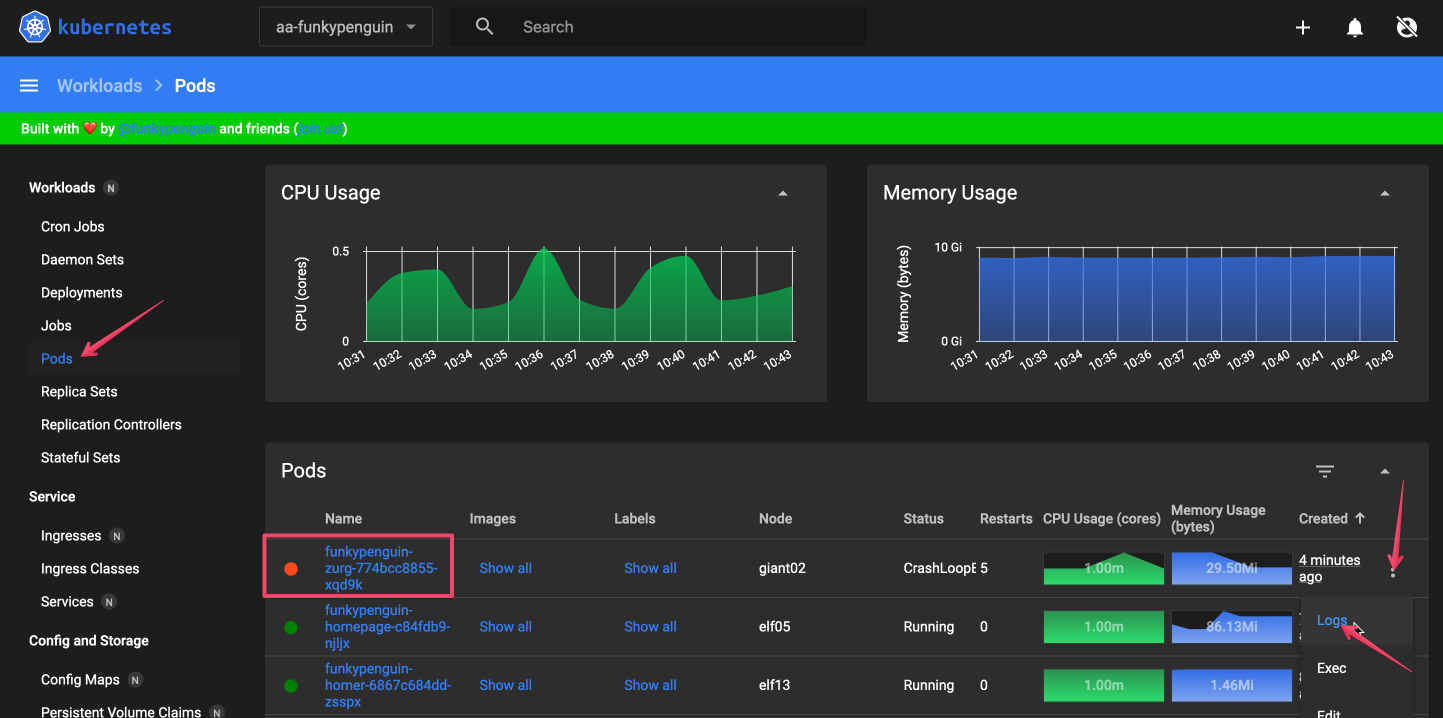 kubernetes
aa-funkypenguin
Search
Workloads > Pods
Built with ❤️ by @funkypenguin and friends (join us!)
Workloads N
Cron Jobs
Daemon Sets
Deployments
Jobs
Pods
Replica Sets
Replication Controllers
Stateful Sets
Service
Ingresses N
Ingress Classes
Services N
Config and Storage
Config Maps N
Persistent Volume Claims N
CPU Usage
CPU (cores)
0.5
0
10:31 10:32 10:33 10:34 10:35 10:36 10:37 10:38 10:39 10:40 10:41 10:42 10:43
Memory Usage
Memory (bytes)
10 Gi
0 Gi
10:31 10:32 10:33 10:34 10:35 10:36 10:37 10:38 10:39 10:40 10:41 10:42 10:43
Pods
Name Images Labels Node Status Restarts CPU Usage (cores) Memory Usage
(bytes) Created
funkypenguin-
zurg-774bcc8855-
xqd9k
Show all Show all giant02 CrashLoopE 5 1.00m 29.50Mi 4 minutes
ago
funkypenguin-
homepage-c84fdb9-
njljx
Show all Show all elf05 Running 0 1.00m 86.13Mi
funkypenguin-
homer-6867c684dd-
zsspx
Show all Show all elf13 Running 0 1.00m 1.46Mi
Logs
Exec
Edit